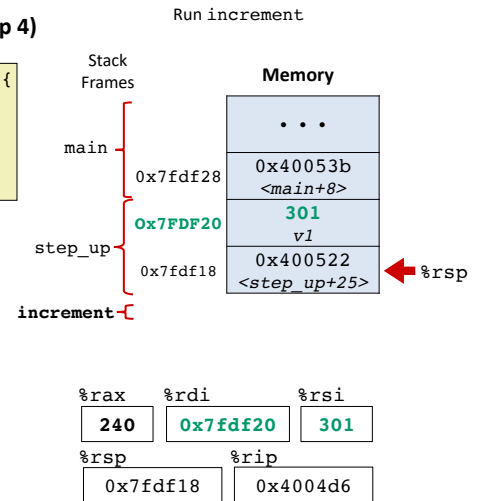 Run increment
p 4)
{
Stack
Frames
Memory
• • •
main
0x7fdf28
0x40053b
<main+8>
0x7FDF20
301
v1
step_up
0x7fdf18
0x400522
<step_up+25>
%rsp
increment
%rax %rdi %rsi
240 0x7fdf20 301
%rsp %rip
0x7fdf18 0x4004d6